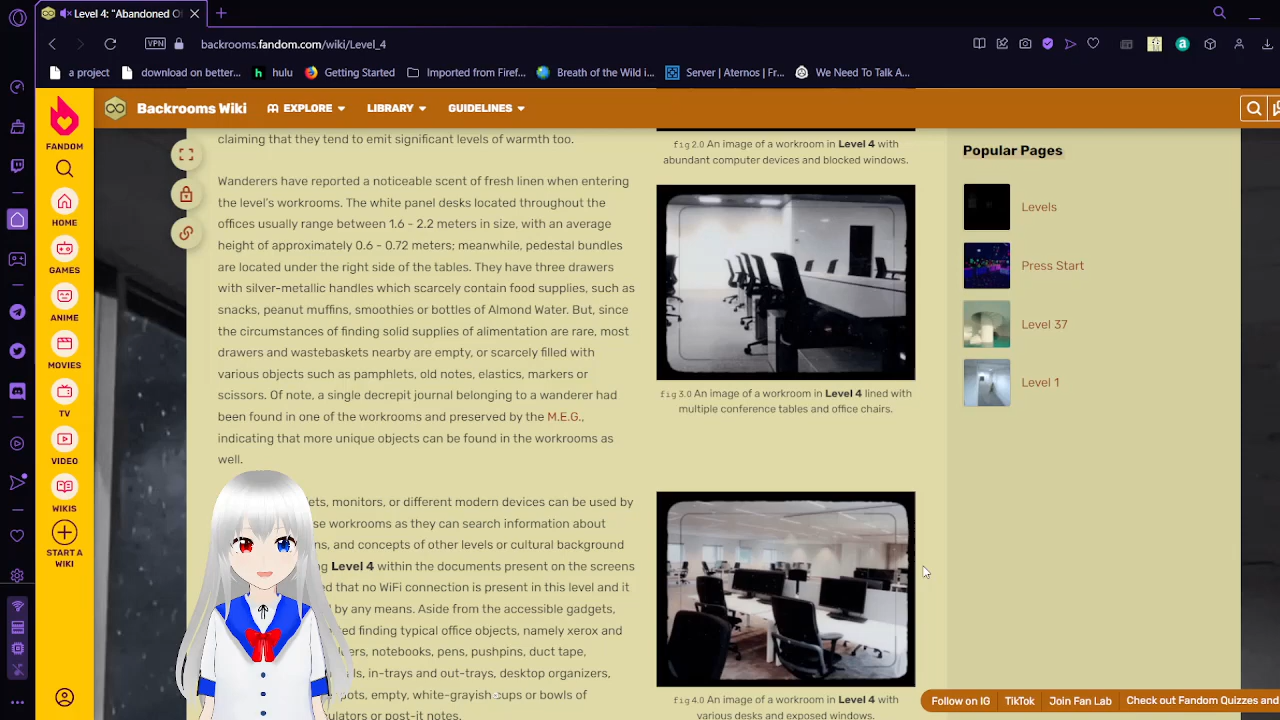 Level 4: "Abandoned O
VPN
backrooms.fandom.com/wiki/Level_4
a project
download on better...
hulu
Getting Started
Imported from Firef...
Breath of the Wild i...
Server | Aternos | Fr...
We Need To Talk A...
Backrooms Wiki
EXPLORE
LIBRARY
GUIDELINES
FANDOM
HOME
GAMES
ANIME
MOVIES
TV
VIDEO
WIKIS
START A
WIKI
claiming that they tend to emit significant levels of warmth too.
Wanderers have reported a noticeable scent of fresh linen when entering
the level's workrooms. The white panel desks located throughout the
offices usually range between 1.6 - 2.2 meters in size, with an average
height of approximately 0.6 - 0.72 meters; meanwhile, pedestal bundles
are located under the right side of the tables. They have three drawers
with silver-metallic handles which scarcely contain food supplies, such as
snacks, peanut muffins, smoothies or bottles of Almond Water. But, since
the circumstances of finding solid supplies of alimentation are rare, most
drawers and wastebaskets nearby are empty, or scarcely filled with
various objects such as pamphlets, old notes, elastics, markers or
scissors. Of note, a single decrepit journal belonging to a wanderer had
been found in one of the workrooms and preserved by the M.E.G.,
indicating that more unique objects can be found in the workrooms as
well.
ets, monitors, or different modern devices can be used by
se workrooms as they can search information about
ns, and concepts of other levels or cultural background
ng Level 4 within the documents present on the screens
ed that no WiFi connection is present in this level and it
by any means. Aside from the accessible gadgets,
ed finding typical office objects, namely xerox and
ers, notebooks, pens, pushpins, duct tape,
ls, in-trays and out-trays, desktop organizers,
pots, empty, white-grayish cups or bowls of
ulators or post-it notes.
fig 2.0 An image of a workroom in Level 4 with
abundant computer devices and blocked windows.
fig 3.0 An image of a workroom in Level 4 lined with
multiple conference tables and office chairs.
fig 4.0 An image of a workroom in Level 4 with
various desks and exposed windows.
Popular Pages
Levels
Press Start
Level 37
Level 1
Follow on IG
TikTok
Join Fan Lab
Check out Fandom Quizzes and